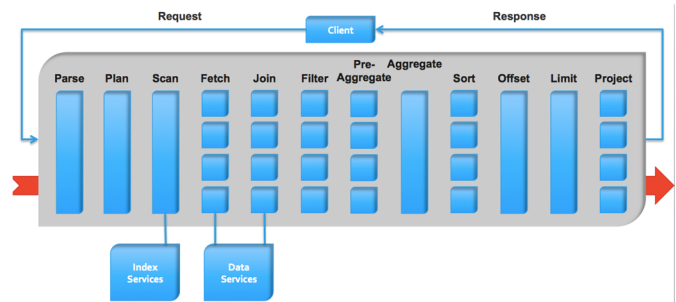 Request
Response
Client
Parse
Plan
Scan
Fetch
Join
Filter
Pre-
Aggregate
Aggregate
Sort
Offset
Limit
Project
Index
Services
Data
Services